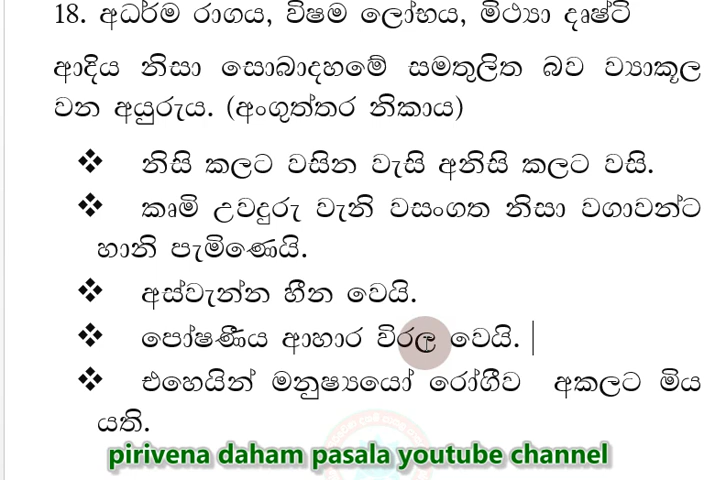 18. අධර්ම රාගය, විෂම ලෝභය, මිථ්‍යා දෘෂ්ටි
ආදිය නිසා සොබාදහමේ සමතුලිත බව ව්‍යාකූල
වන අයුරුය. (අංගුත්තර නිකාය)
❖ නිසි කලට වසින වැසි අනිසි කලට වසි.
❖ කෘමි උවදුරු වැනි වසංගත නිසා වගාවන්ට
හානි පැමිණෙයි.
❖ අස්වැන්න හීන වෙයි.
❖ පෝෂණීය ආහාර විරල වෙයි.
❖ එහෙයින් මනුෂ්‍යයෝ රෝගීව අකලට මිය
යති.
pirivena daham pasala youtube channel